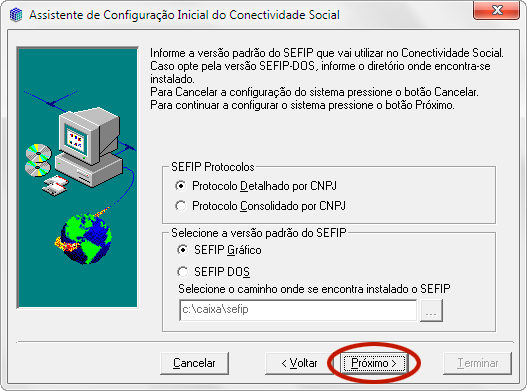 Assistente de Configuração Inicial do Conectividade Social
Informe a versão padrão do SEFIP que vai utilizar no Conectividade Social.
Caso opte pela versão SEFIP-DOS, informe o diretório onde encontra-se
instalado.
Para Cancelar a configuração do sistema pressione o botão Cancelar.
Para continuar a configurar o sistema pressione o botão Próximo.
SEFIP Protocolos
Protocolo Detalhado por CNPJ
Protocolo Consolidado por CNPJ
Selecione a versão padrão do SEFIP
SEFIP Gráfico
SEFIP DOS
Selecione o caminho onde se encontra instalado o SEFIP
c:\caixa\sefip
...
Cancelar
< Voltar
Próximo >
Terminar